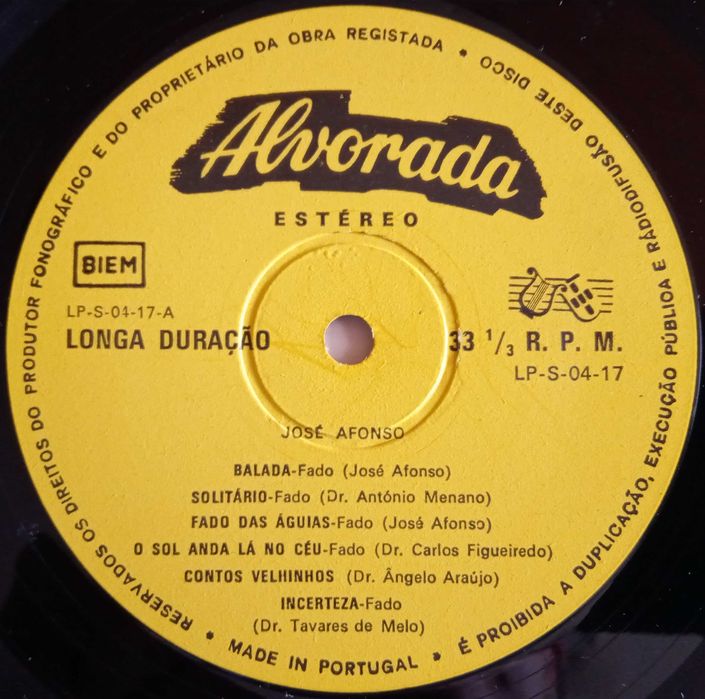 RESERVADOS OS DIREITOS DO PRODUTOR FONOGRÁFICO E DO PROPRIETÁRIO DA OBRA REGISTADA • É PROIBIDA A DUPLICAÇÃO, EXECUÇÃO PÚBLICA E RÁDIODIFUSÃO DESTE DISCO •
Alvorada
ESTÉREO
BIEM
LP-S-04-17-A
LONGA DURAÇÃO
33 1/3 R. P. M.
LP-S-04-17
JOSÉ AFONSO
BALADA-Fado (José Afonso)
SOLITÁRIO-Fado (Dr. António Menano)
FADO DAS ÁGUIAS-Fado (José Afonso)
O SOL ANDA LÁ NO CÉU-Fado (Dr. Carlos Figueiredo)
CONTOS VELHINHOS (Dr. Ângelo Araújo)
INCERTEZA-Fado
(Dr. Tavares de Melo)
• MADE IN PORTUGAL •